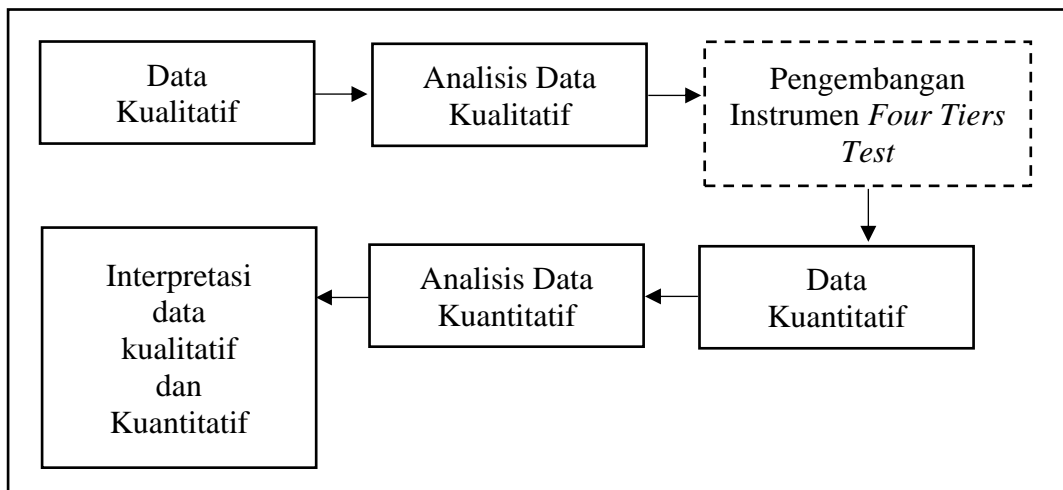 Data
Kualitatif
Analisis Data
Kualitatif
Pengembangan
Instrumen Four Tiers
Test
Data
Kuantitatif
Analisis Data
Kuantitatif
Interpretasi
data
kualitatif
dan
Kuantitatif